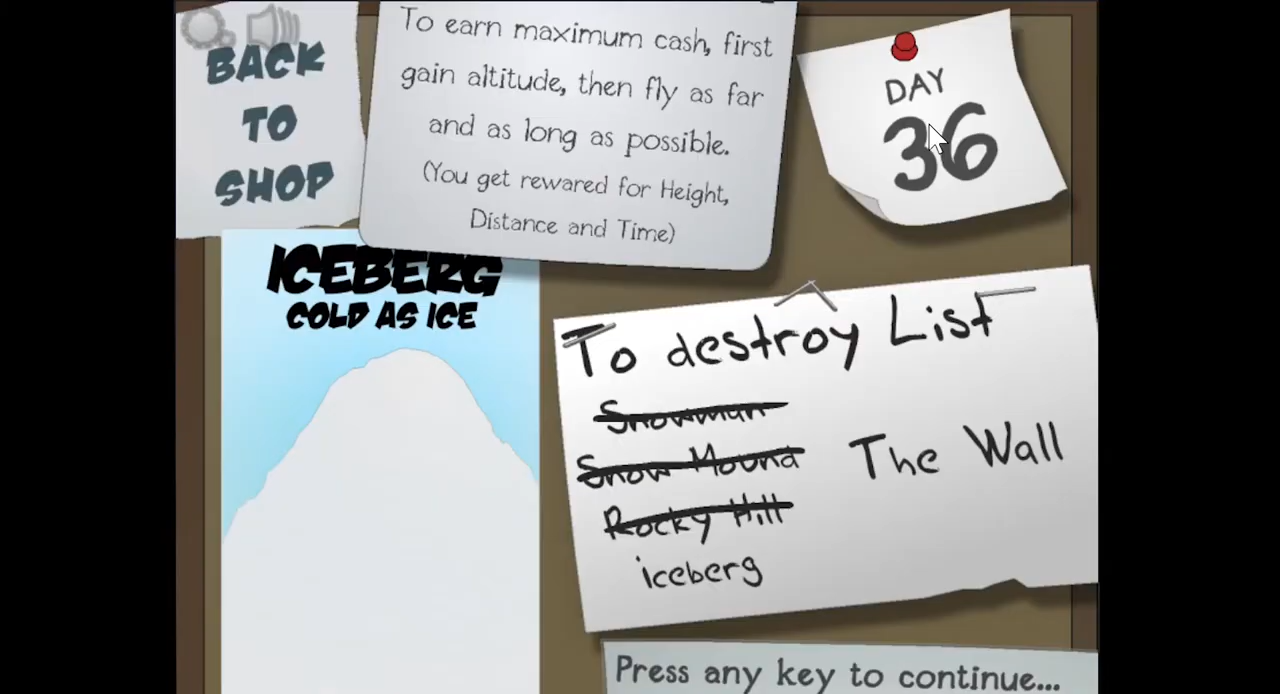 BACK
TO
SHOP
To earn maximum cash, first
gain altitude, then fly as far
and as long as possible.
(You get rewared for Height,
Distance and Time)
DAY
36
ICEBERG
COLD AS ICE
To destroy List
Snowman
Snow Mound
Rocky Hill
iceberg
The Wall
Press any key to continue...